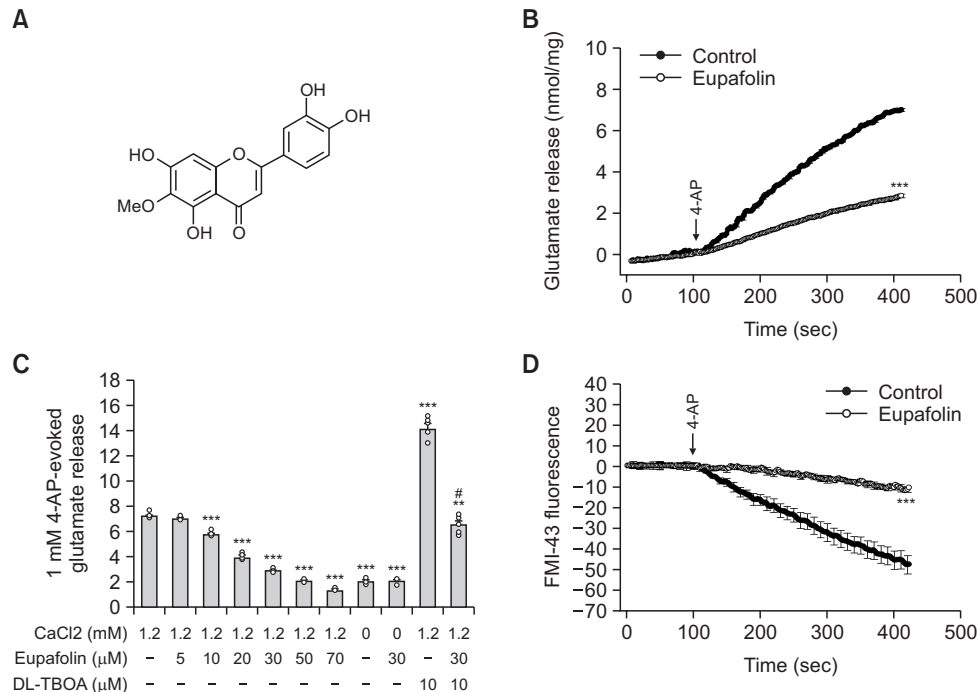 A
OH
OH
HO
O
MeO
OH
O
B
Glutamate release (nmol/mg)
10
8
6
4
2
0
Control
Eupafolin
4-AP
***
0 100 200 300 400 500
Time (sec)
C
1 mM 4-AP-evoked
glutamate release
18
16
14
12
10
8
6
4
2
0
*** *** *** *** *** *** *** *** # **
CaCl2 (mM) 1.2 1.2 1.2 1.2 1.2 1.2 1.2 0 0 1.2 1.2
Eupafolin (μM) – 5 10 20 30 50 70 – 30 – 30
DL-TBOA (μM) – – – – – – – – – 10 10
D
FMI-43 fluorescence
40
30
20
10
0
−10
−20
−30
−40
−50
−60
−70
Control
Eupafolin
4-AP
***
0 100 200 300 400 500
Time (sec)